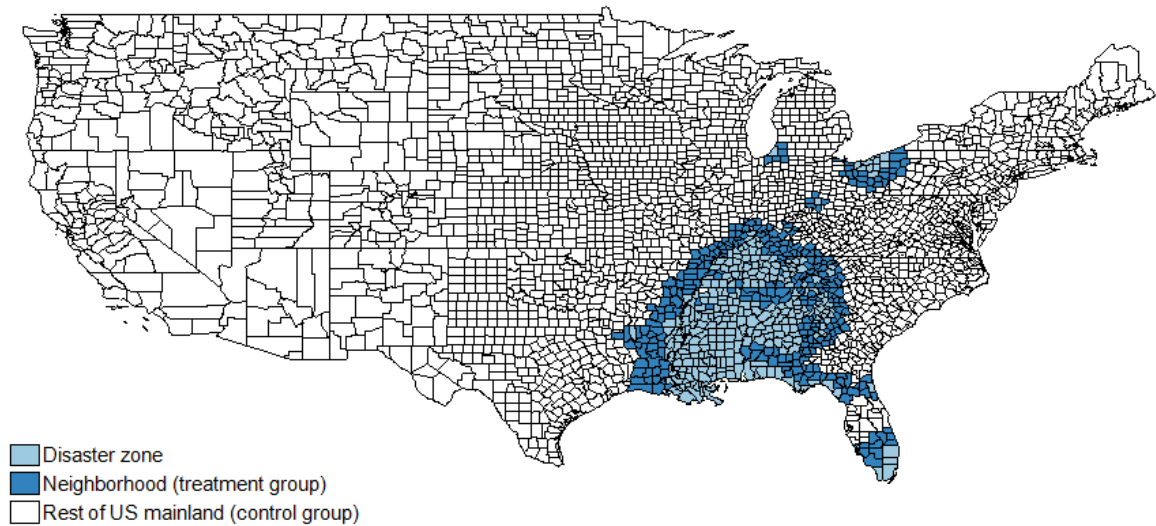 Disaster zone
Neighborhood (treatment group)
Rest of US mainland (control group)